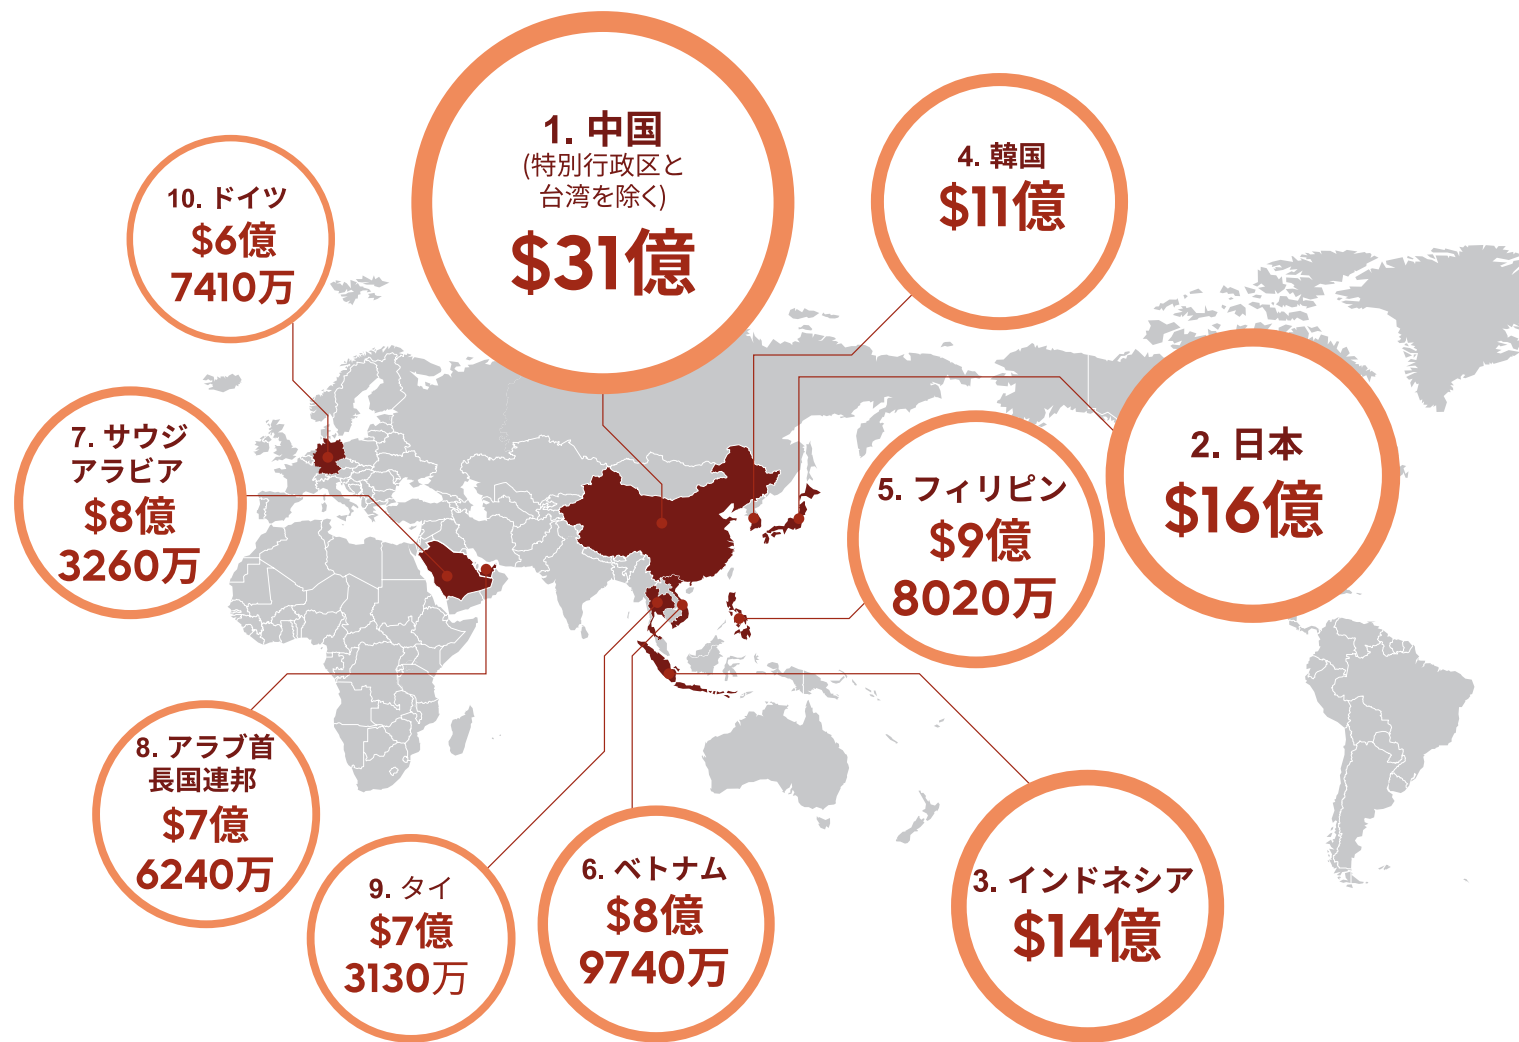 1. 中国
(特別行政区と
台湾を除く)
$31億
4. 韓国
$11億
10. ドイツ
$6億
7410万
2. 日本
$16億
7. サウジ
アラビア
$8億
3260万
5. フィリピン
$9億
8020万
8. アラブ首
長国連邦
$7億
6240万
9. タイ
$7億
3130万
6. ベトナム
$8億
9740万
3. インドネシア
$14億